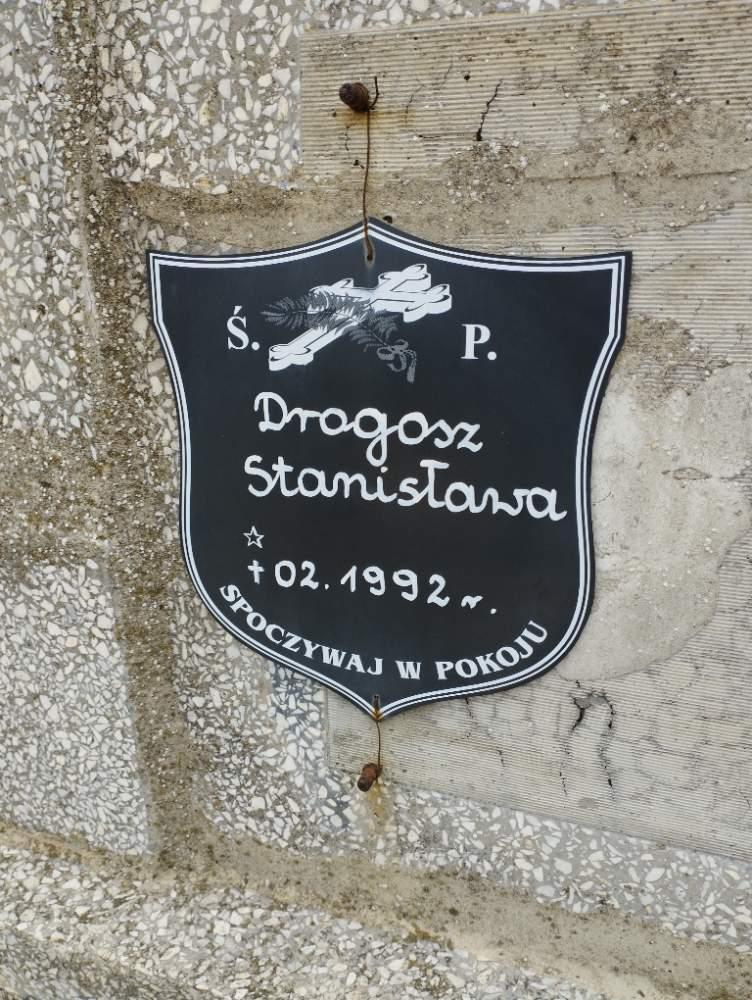 Ś. P.
Drogosz
Stanisława
☆
✝ 02.1992 r.
SPOCZYWAJ W POKOJU